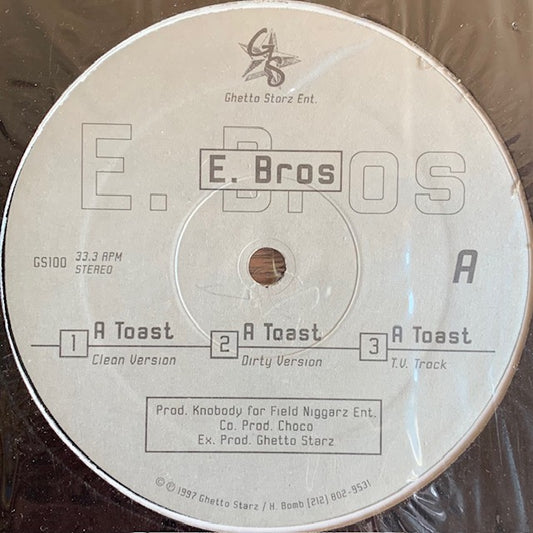 GS
Ghetto Starz Ent.
E. Bros
E. Bros
GS100 33.3 RPM
STEREO
A
1 A Toast
Clean Version
2 A Toast
Dirty Version
3 A Toast
T.V. Track
Prod. Knobody for Field Niggarz Ent.
Co. Prod. Choco
Ex. Prod. Ghetto Starz
© ℗ 1997 Ghetto Starz / H. Bomb (212) 802-9531